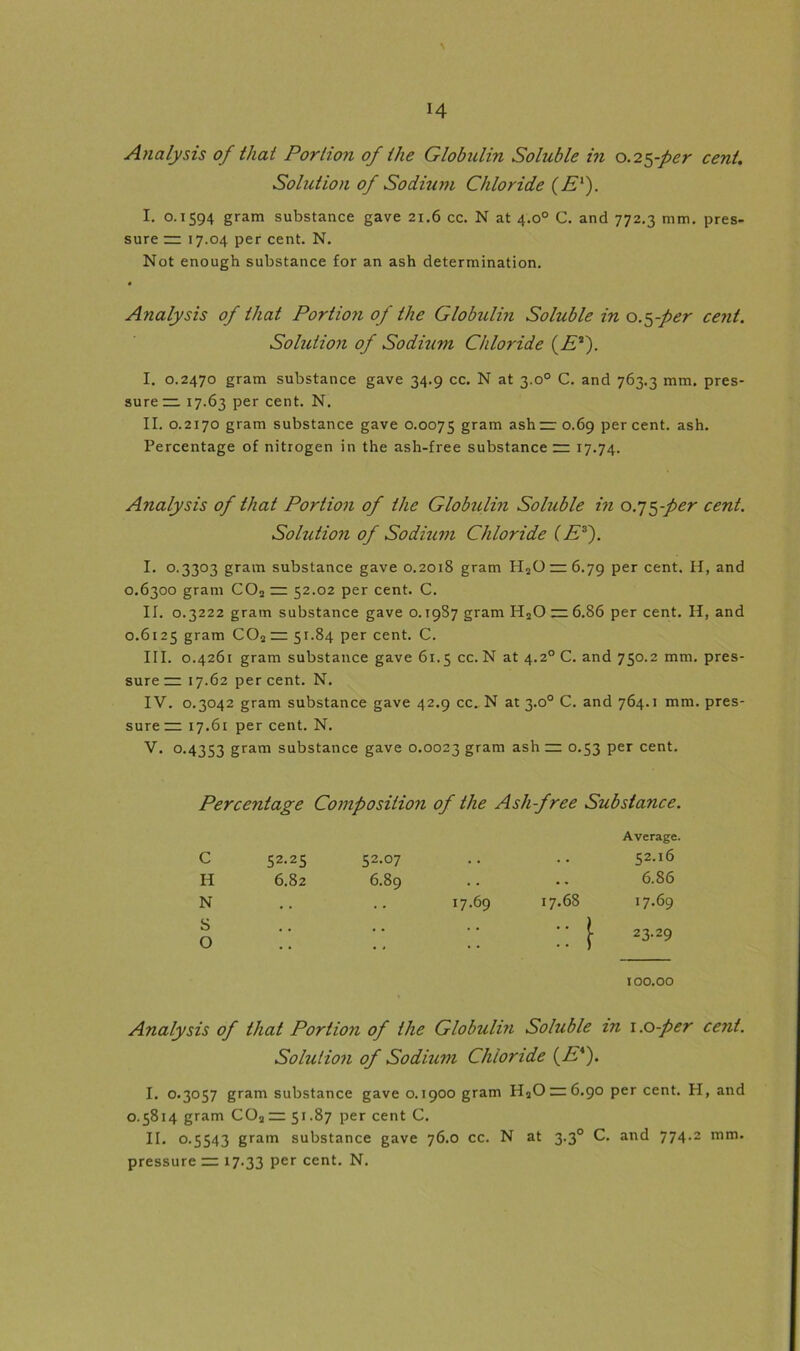 14
Analysis of that Portion of the Globulin Soluble in 0.25-per cent.
Solution of Sodium Chloride (E¹).
I. 0.1594 gram substance gave 21.6 cc. N at 4.0° C. and 772.3 mm. pres-
sure = 17.04 per cent. N.
Not enough substance for an ash determination.
Analysis of that Portion of the Globulin Soluble in 0.5-per cent.
Solution of Sodium Chloride (E²).
I. 0.2470 gram substance gave 34.9 cc. N at 3.0° C. and 763.3 mm. pres-
sure = 17.63 per cent. N.
II. 0.2170 gram substance gave 0.0075 gram ash = 0.69 per cent. ash.
Percentage of nitrogen in the ash-free substance = 17.74.
Analysis of that Portion of the Globulin Soluble in 0.75-per cent.
Solution of Sodium Chloride (E³).
I. 0.3303 gram substance gave 0.2018 gram H₂O = 6.79 per cent. H, and
0.6300 gram CO₂ = 52.02 per cent. C.
II. 0.3222 gram substance gave 0.1987 gram H₂O = 6.86 per cent. H, and
0.6125 gram CO₂ = 51.84 per cent. C.
III. 0.4261 gram substance gave 61.5 cc. N at 4.2° C. and 750.2 mm. pres-
sure = 17.62 per cent. N.
IV. 0.3042 gram substance gave 42.9 cc. N at 3.0° C. and 764.1 mm. pres-
sure = 17.61 per cent. N.
V. 0.4353 gram substance gave 0.0023 gram ash = 0.53 per cent.
Percentage Composition of the Ash-free Substance.
Average.
C 52.25 52.07 .. .. 52.16
H 6.82 6.89 .. .. 6.86
N .. .. 17.69 17.68 17.69
S .. .. .. .. }
O .. .. .. .. } 23.29
100.00
Analysis of that Portion of the Globulin Soluble in 1.0-per cent.
Solution of Sodium Chloride (E⁴).
I. 0.3057 gram substance gave 0.1900 gram H₂O = 6.90 per cent. H, and
0.5814 gram CO₂ = 51.87 per cent C.
II. 0.5543 gram substance gave 76.0 cc. N at 3.3° C. and 774.2 mm.
pressure = 17.33 per cent. N.